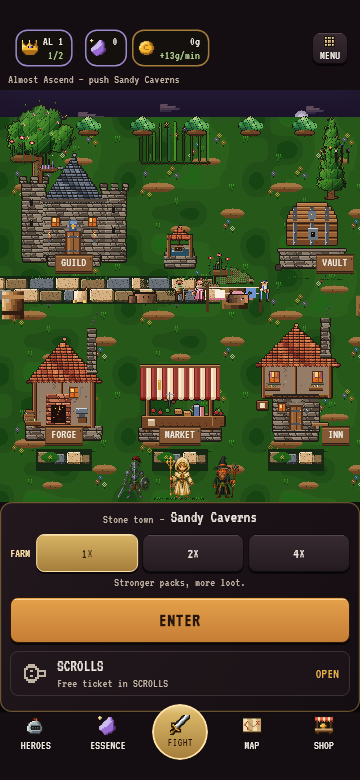 AL 1
1/2
0
0g
+13g/min
MENU
Almost Ascend – push Sandy Caverns
GUILD
VAULT
FORGE
MARKET
INN
Stone town – Sandy Caverns
FARM
1X
2X
4X
Stronger packs, more loot.
ENTER
SCROLLS
Free ticket in SCROLLS
OPEN
HEROES
ESSENCE
FIGHT
MAP
SHOP